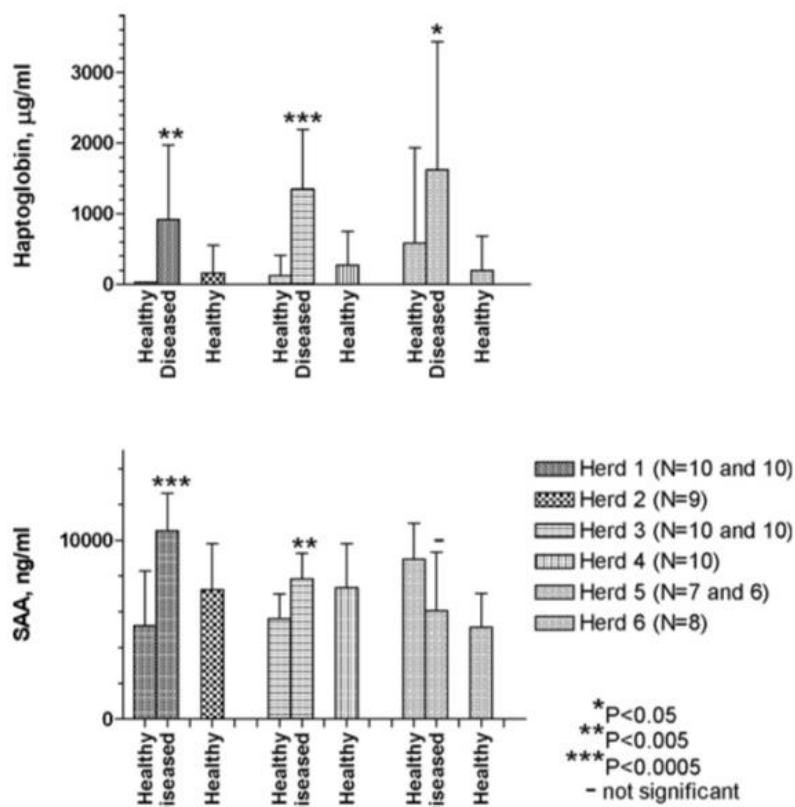 Haptoglobin, µg/ml
3000
2000
1000
0
**
***
*
Healthy
Diseased
Healthy
Healthy
Diseased
Healthy
Healthy
Diseased
Healthy
SAA, ng/ml
10000
0
***
**
-
Healthy
iseased
Healthy
Healthy
iseased
Healthy
Healthy
iseased
Healthy
Herd 1 (N=10 and 10)
Herd 2 (N=9)
Herd 3 (N=10 and 10)
Herd 4 (N=10)
Herd 5 (N=7 and 6)
Herd 6 (N=8)
*P<0.05
**P<0.005
***P<0.0005
- not significant